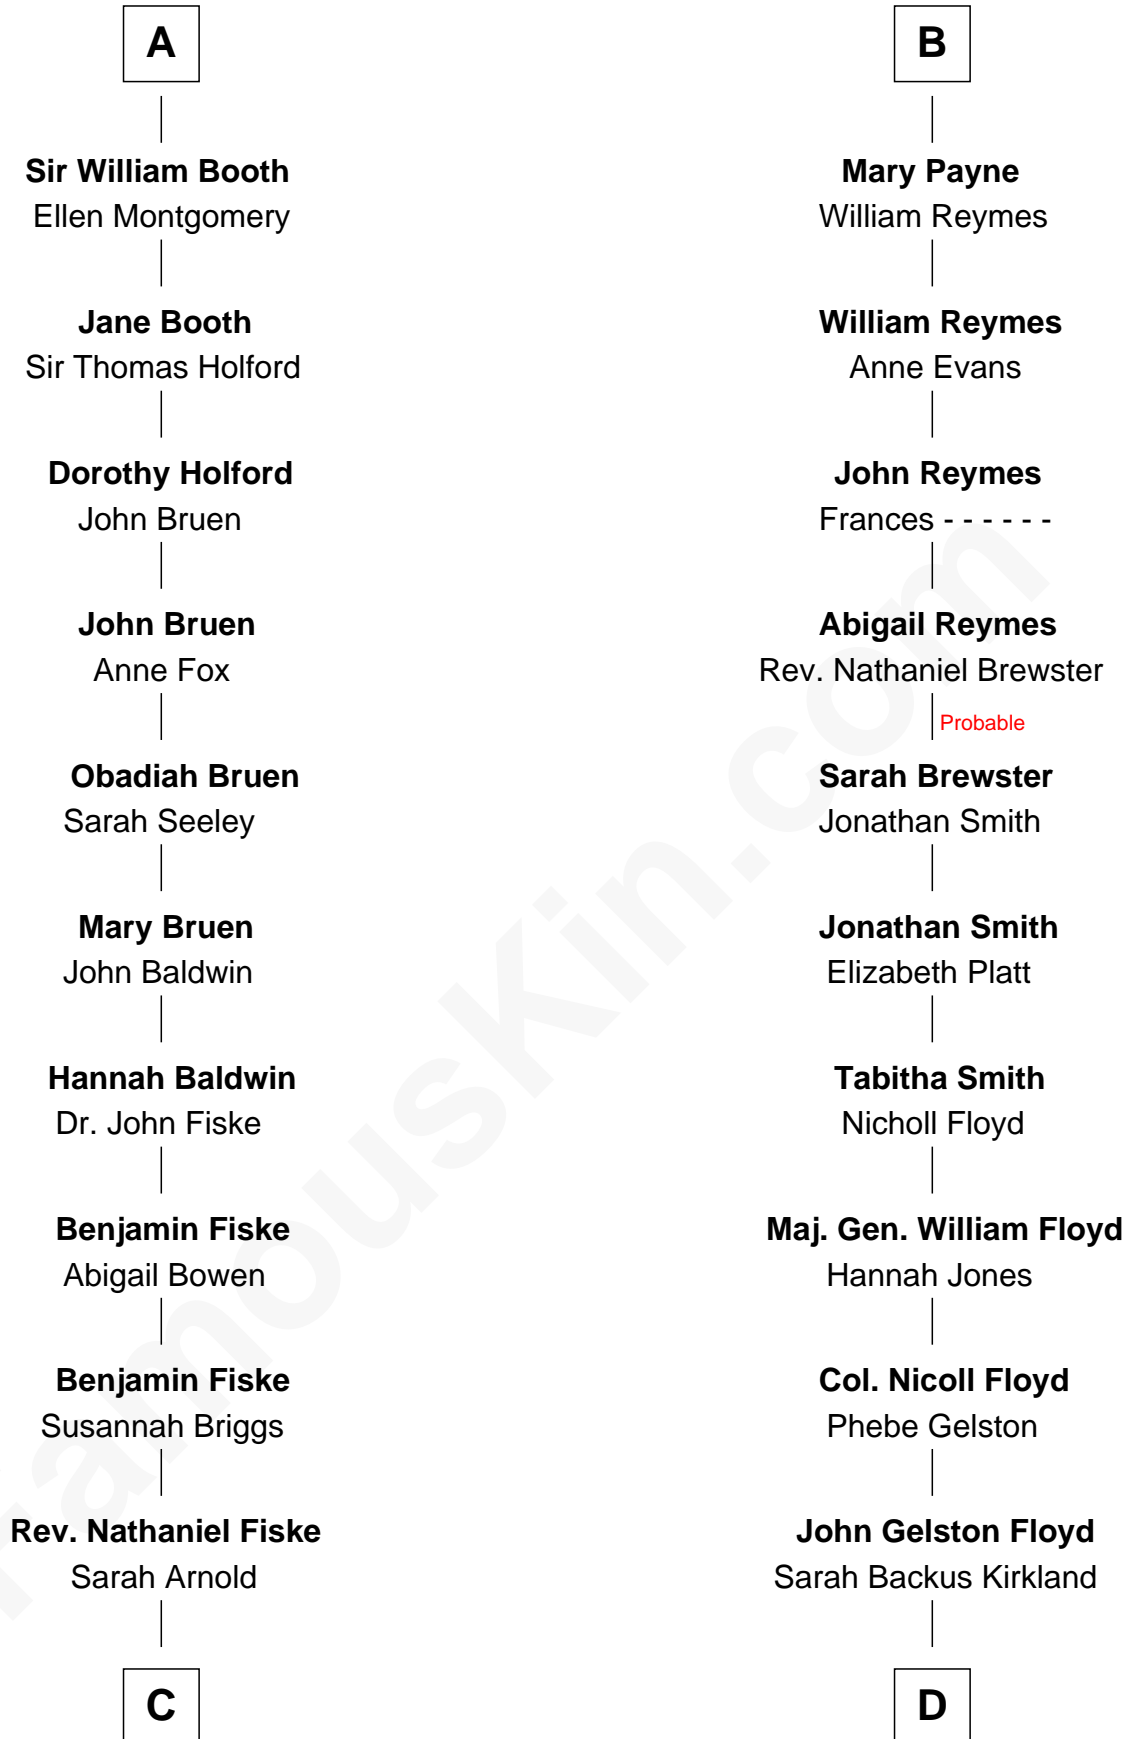 A
Sir William Booth
Ellen Montgomery
Jane Booth
Sir Thomas Holford
Dorothy Holford
John Bruen
John Bruen
Anne Fox
Obadiah Bruen
Sarah Seeley
Mary Bruen
John Baldwin
Hannah Baldwin
Dr. John Fiske
Benjamin Fiske
Abigail Bowen
Benjamin Fiske
Susannah Briggs
Rev. Nathaniel Fiske
Sarah Arnold
C
B
Mary Payne
William Reymes
William Reymes
Anne Evans
John Reymes
Frances - - - - - -
Abigail Reymes
Rev. Nathaniel Brewster
Probable
Sarah Brewster
Jonathan Smith
Jonathan Smith
Elizabeth Platt
Tabitha Smith
Nicholl Floyd
Maj. Gen. William Floyd
Hannah Jones
Col. Nicoll Floyd
Phebe Gelston
John Gelston Floyd
Sarah Backus Kirkland
D
FamousKin.com